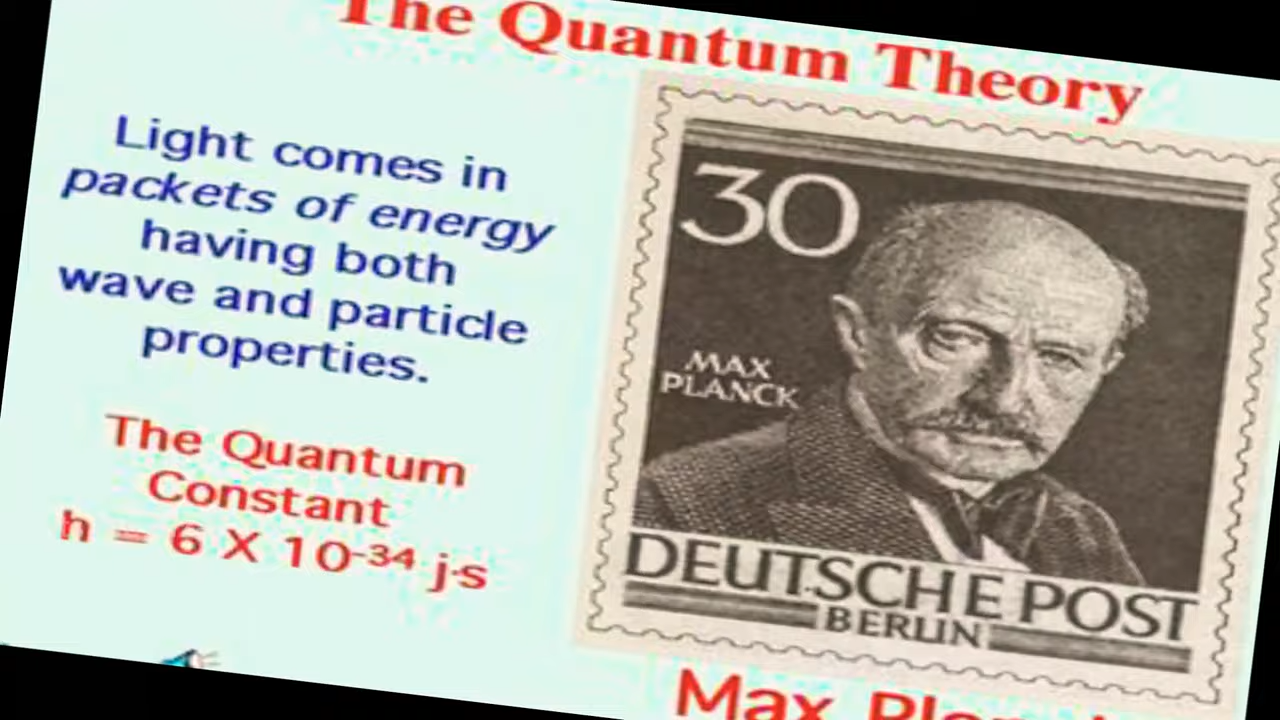 The Quantum Theory
Light comes in
packets of energy
having both
wave and particle
properties.
The Quantum
Constant
h = 6 X 10⁻³⁴ j·s
30
MAX
PLANCK
DEUTSCHE POST
BERLIN
Max